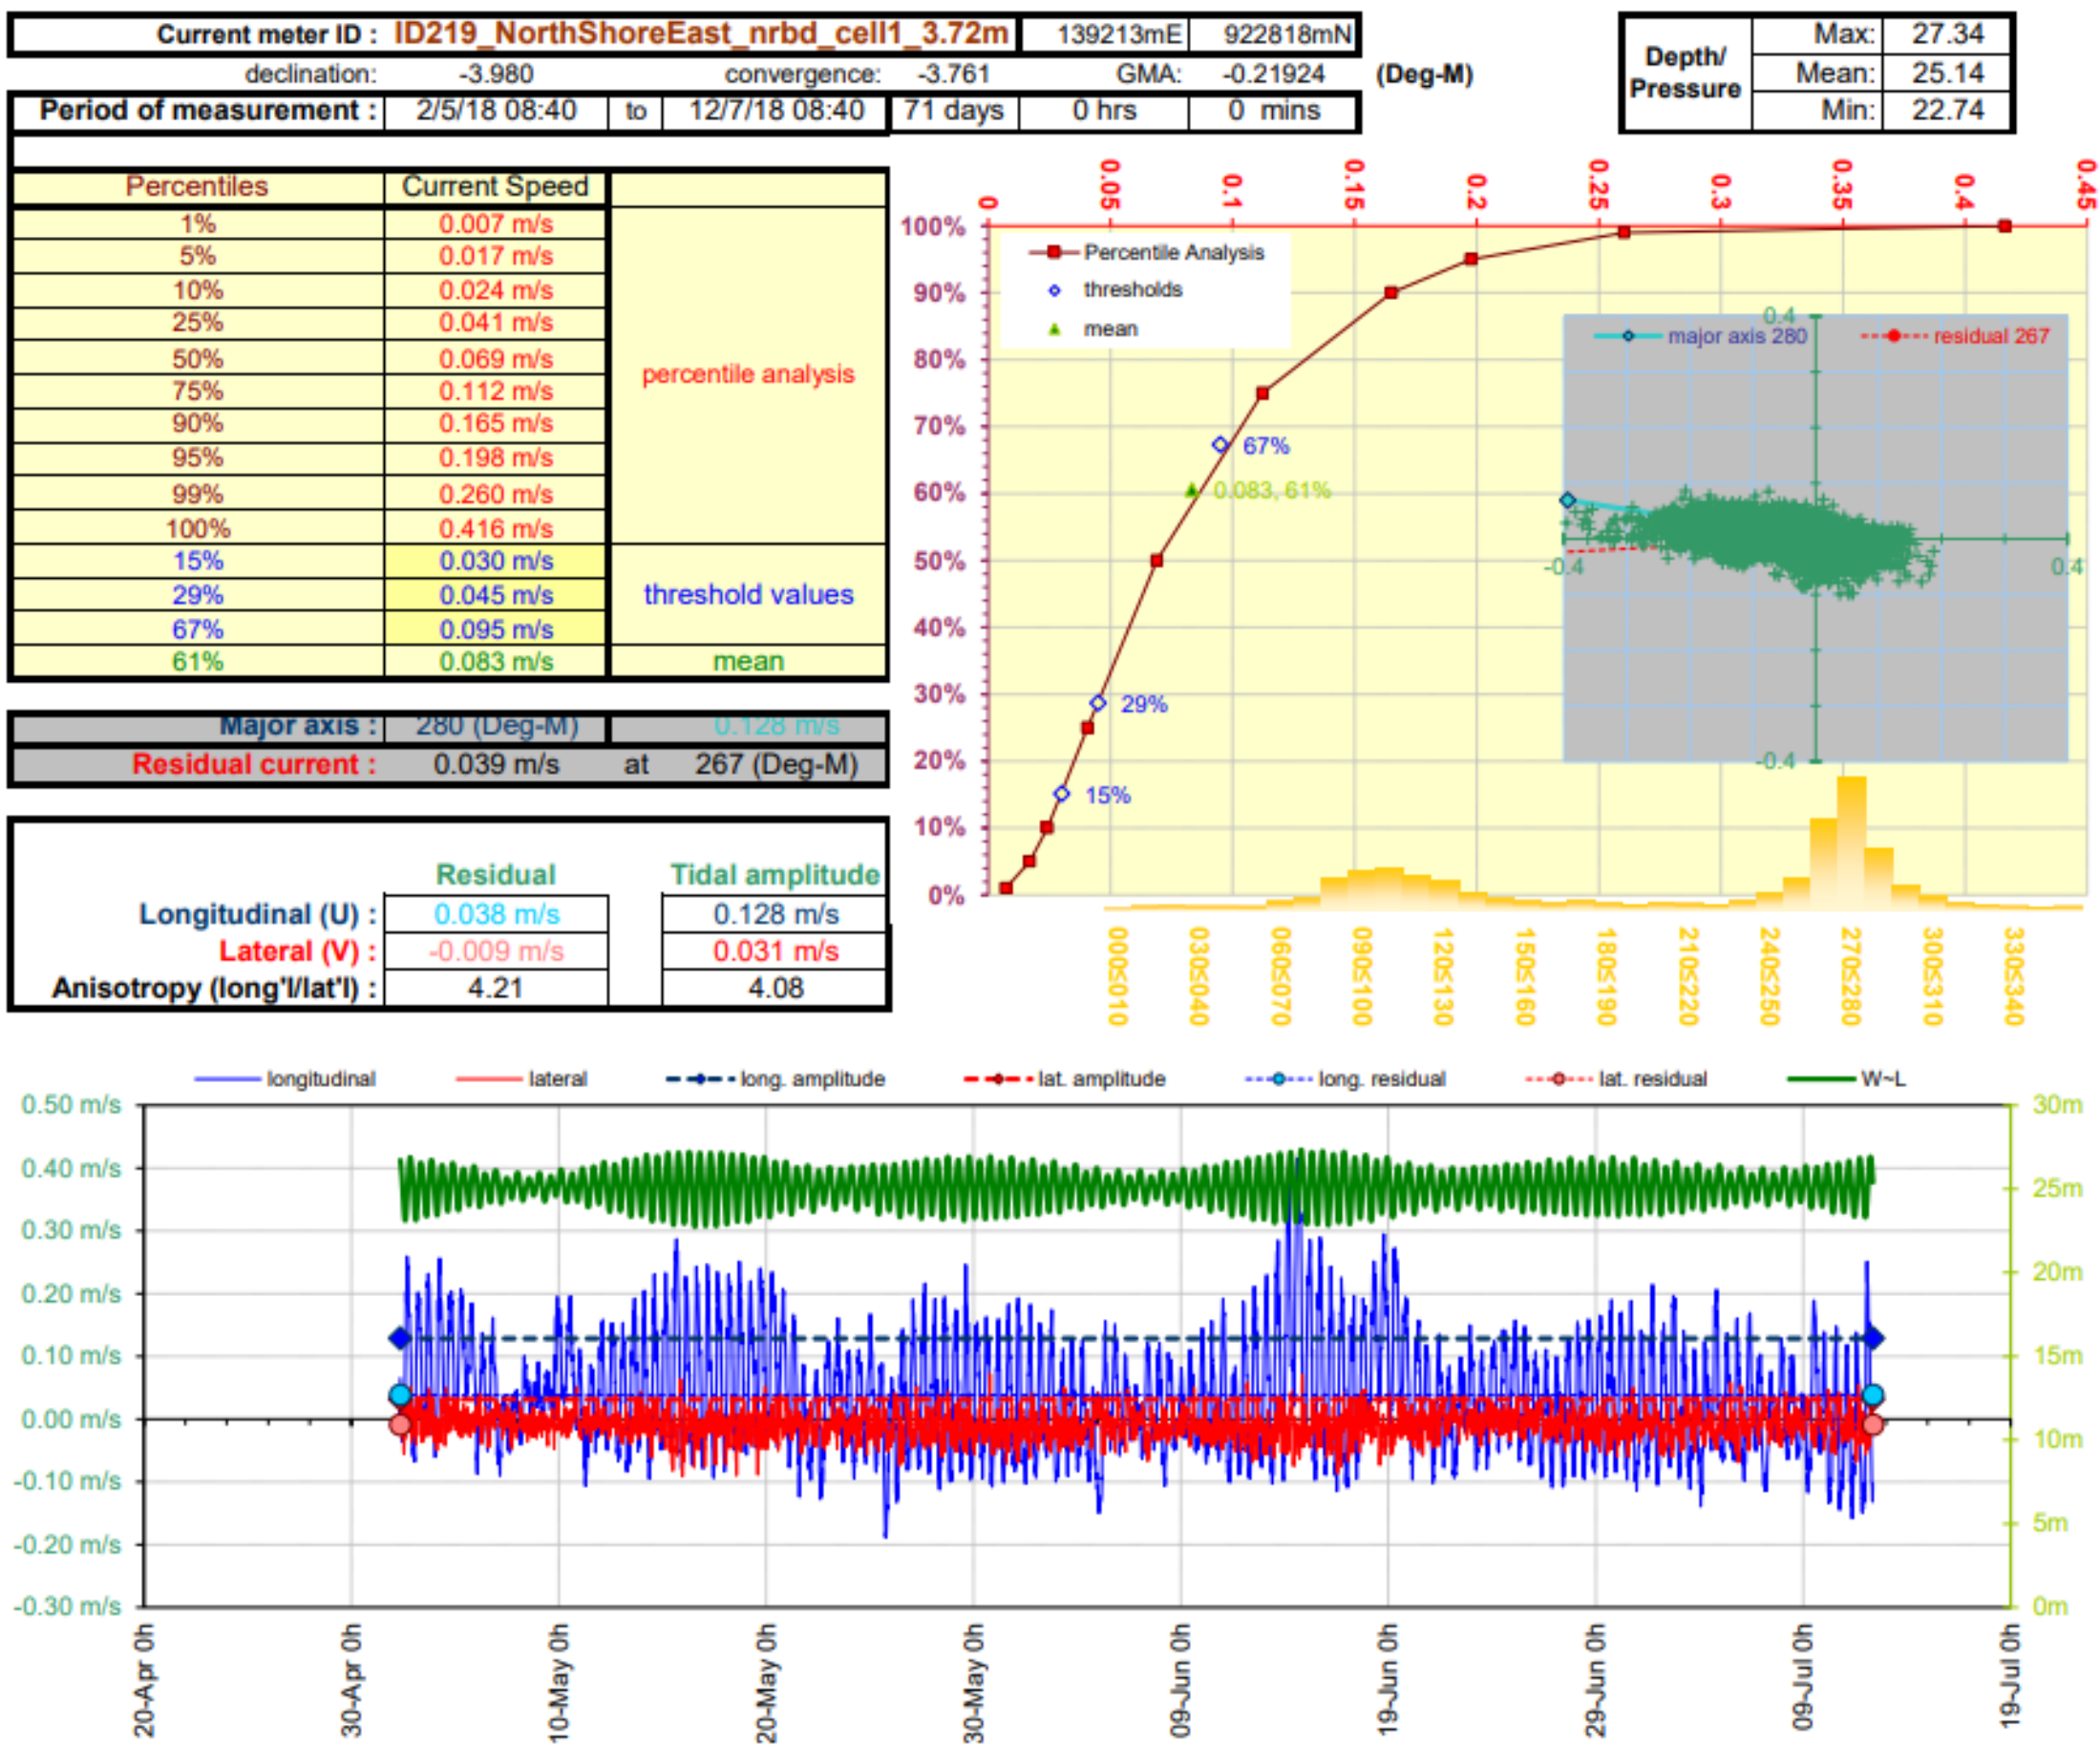 Current meter ID : ID219_NorthShoreEast_nrbd_cell1_3.72m 139213mE 922818mN
declination: -3.980 convergence: -3.761 GMA: -0.21924 (Deg-M)
Period of measurement : 2/5/18 08:40 to 12/7/18 08:40 71 days 0 hrs 0 mins
Depth/ Pressure
Max: 27.34
Mean: 25.14
Min: 22.74
Percentiles Current Speed
1% 0.007 m/s
5% 0.017 m/s
10% 0.024 m/s
25% 0.041 m/s
50% 0.069 m/s
75% 0.112 m/s
90% 0.165 m/s
95% 0.198 m/s
99% 0.260 m/s
100% 0.416 m/s
percentile analysis
15% 0.030 m/s
29% 0.045 m/s
67% 0.095 m/s
threshold values
61% 0.083 m/s mean
Major axis : 280 (Deg-M) 0.128 m/s
Residual current : 0.039 m/s at 267 (Deg-M)
Residual Tidal amplitude
Longitudinal (U) : 0.038 m/s 0.128 m/s
Lateral (V) : -0.009 m/s 0.031 m/s
Anisotropy (long'l/lat'l) : 4.21 4.08
0 0.05 0.1 0.15 0.2 0.25 0.3 0.35 0.4 0.45
100%
90%
80%
70%
60%
50%
40%
30%
20%
10%
0%
Percentile Analysis
thresholds
mean
67%
0.083, 61%
29%
15%
0.4
major axis 280 residual 267
-0.4 0.4
-0.4
000≤010 030≤040 060≤070 090≤100 120≤130 150≤160 180≤190 210≤220 240≤250 270≤280 300≤310 330≤340
longitudinal lateral long. amplitude lat. amplitude long. residual lat. residual W~L
0.50 m/s
0.40 m/s
0.30 m/s
0.20 m/s
0.10 m/s
0.00 m/s
-0.10 m/s
-0.20 m/s
-0.30 m/s
30m
25m
20m
15m
10m
5m
0m
20-Apr 0h 30-Apr 0h 10-May 0h 20-May 0h 30-May 0h 09-Jun 0h 19-Jun 0h 29-Jun 0h 09-Jul 0h 19-Jul 0h